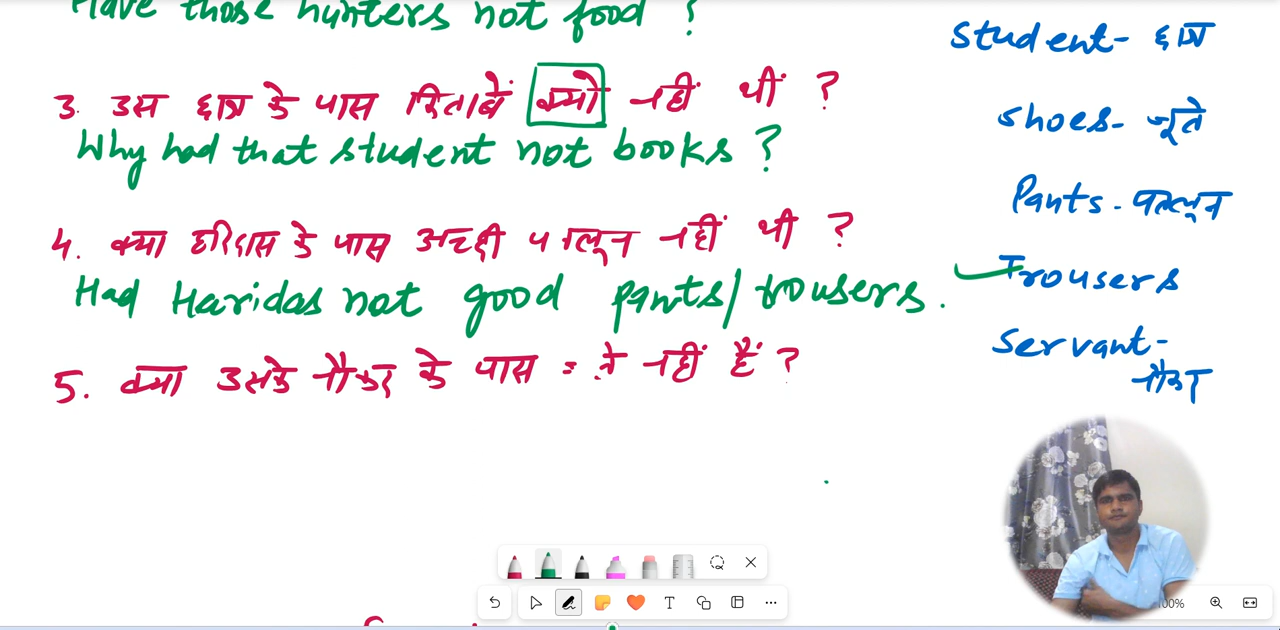 Have those hunters not food ?
3. उस छात्र के पास किताबें क्यों नहीं थीं ?
Why had that student not books ?
4. क्या हरिदास के पास अच्छी पतलून नहीं थी ?
Had Haridas not good pants/trousers.
5. क्या उसके नौकर के पास नहीं हैं ?
Student- छात्र
Shoes- जूते
Pants- पतलून
Trousers
Servant-
नौकर
100%